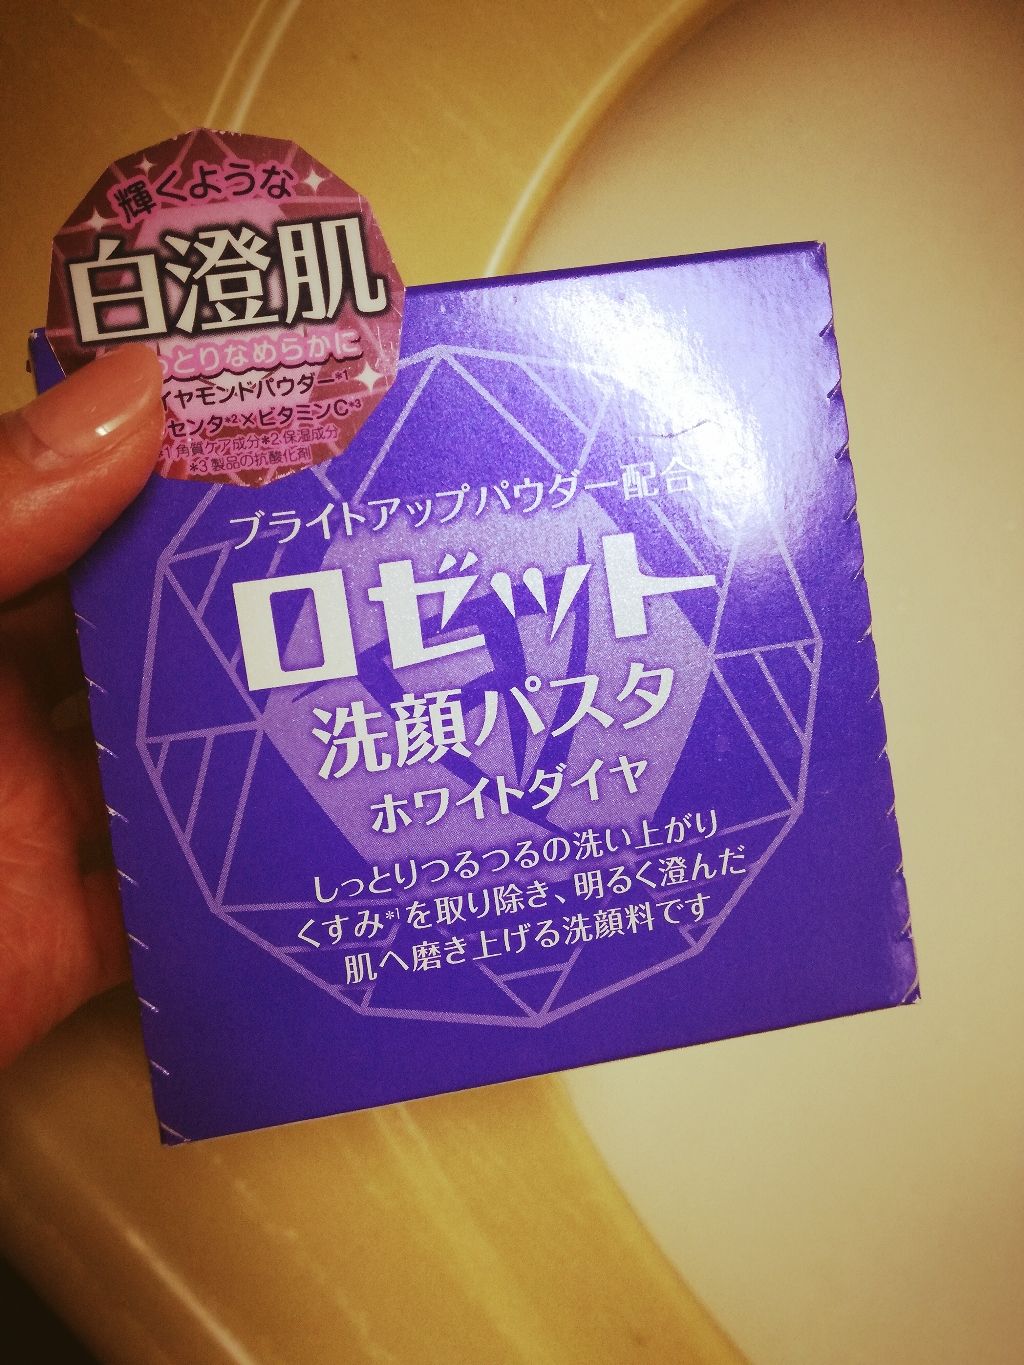 輝くような
白澄肌
とりなめらかに
イヤモンドパウダー*1
センタ*2×ビタミンC*3
*1 角質ケア成分*2 保湿成分
*3 製品の抗酸化剤
ブライトアップパウダー配合
ロゼット
洗顔パスタ
ホワイトダイヤ
しっとりつるつるの洗い上がり
くすみ*1を取り除き、明るく澄んだ
肌へ磨き上げる洗顔料です